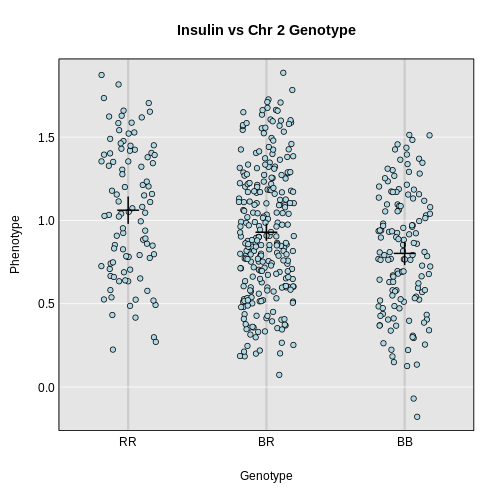 Insulin vs Chr 2 Genotype
Phenotype
1.5
1.0
0.5
0.0
RR BR BB
Genotype